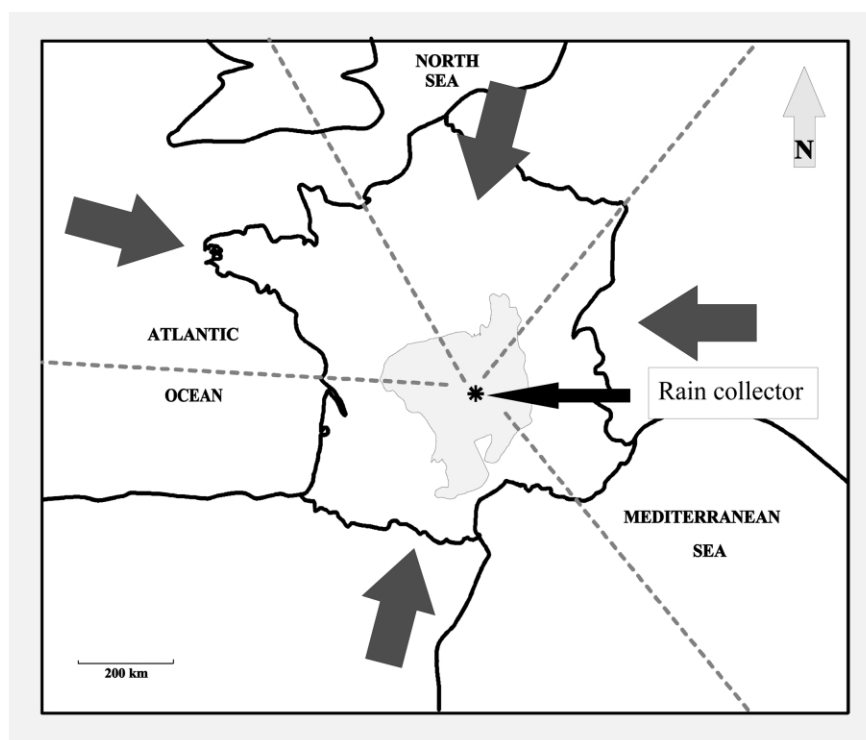 NORTH
SEA
N
ATLANTIC
OCEAN
Rain collector
MEDITERRANEAN
SEA
200 km